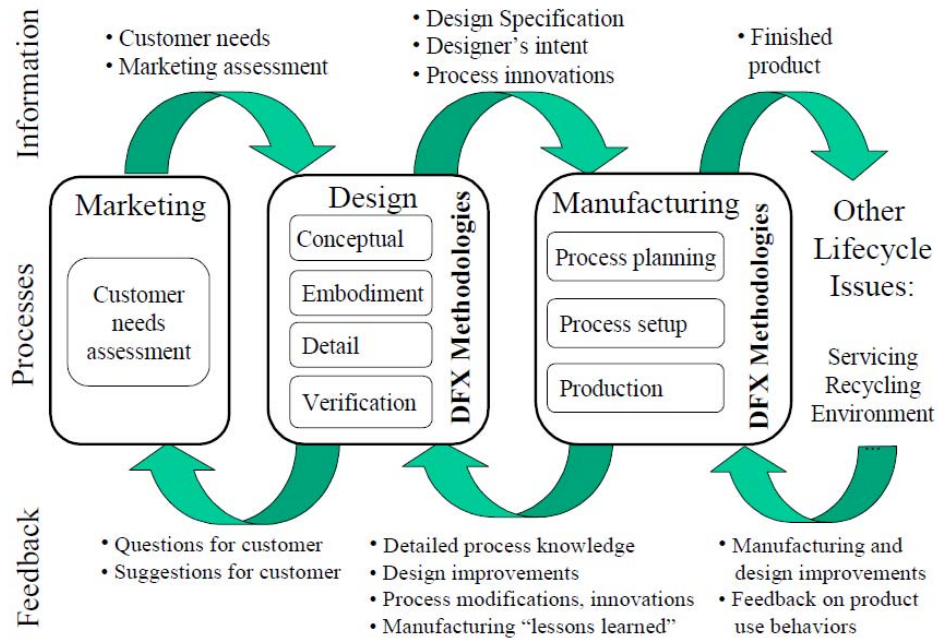 Information
• Customer needs
• Marketing assessment
• Design Specification
• Designer's intent
• Process innovations
• Finished
product
Processes
Marketing
Customer
needs
assessment
Design
Conceptual
Embodiment
Detail
Verification
DFX Methodologies
Manufacturing
Process planning
Process setup
Production
DFX Methodologies
Other
Lifecycle
Issues:
Servicing
Recycling
Environment
...
Feedback
• Questions for customer
• Suggestions for customer
• Detailed process knowledge
• Design improvements
• Process modifications, innovations
• Manufacturing “lessons learned”
• Manufacturing and
design improvements
• Feedback on product
use behaviors